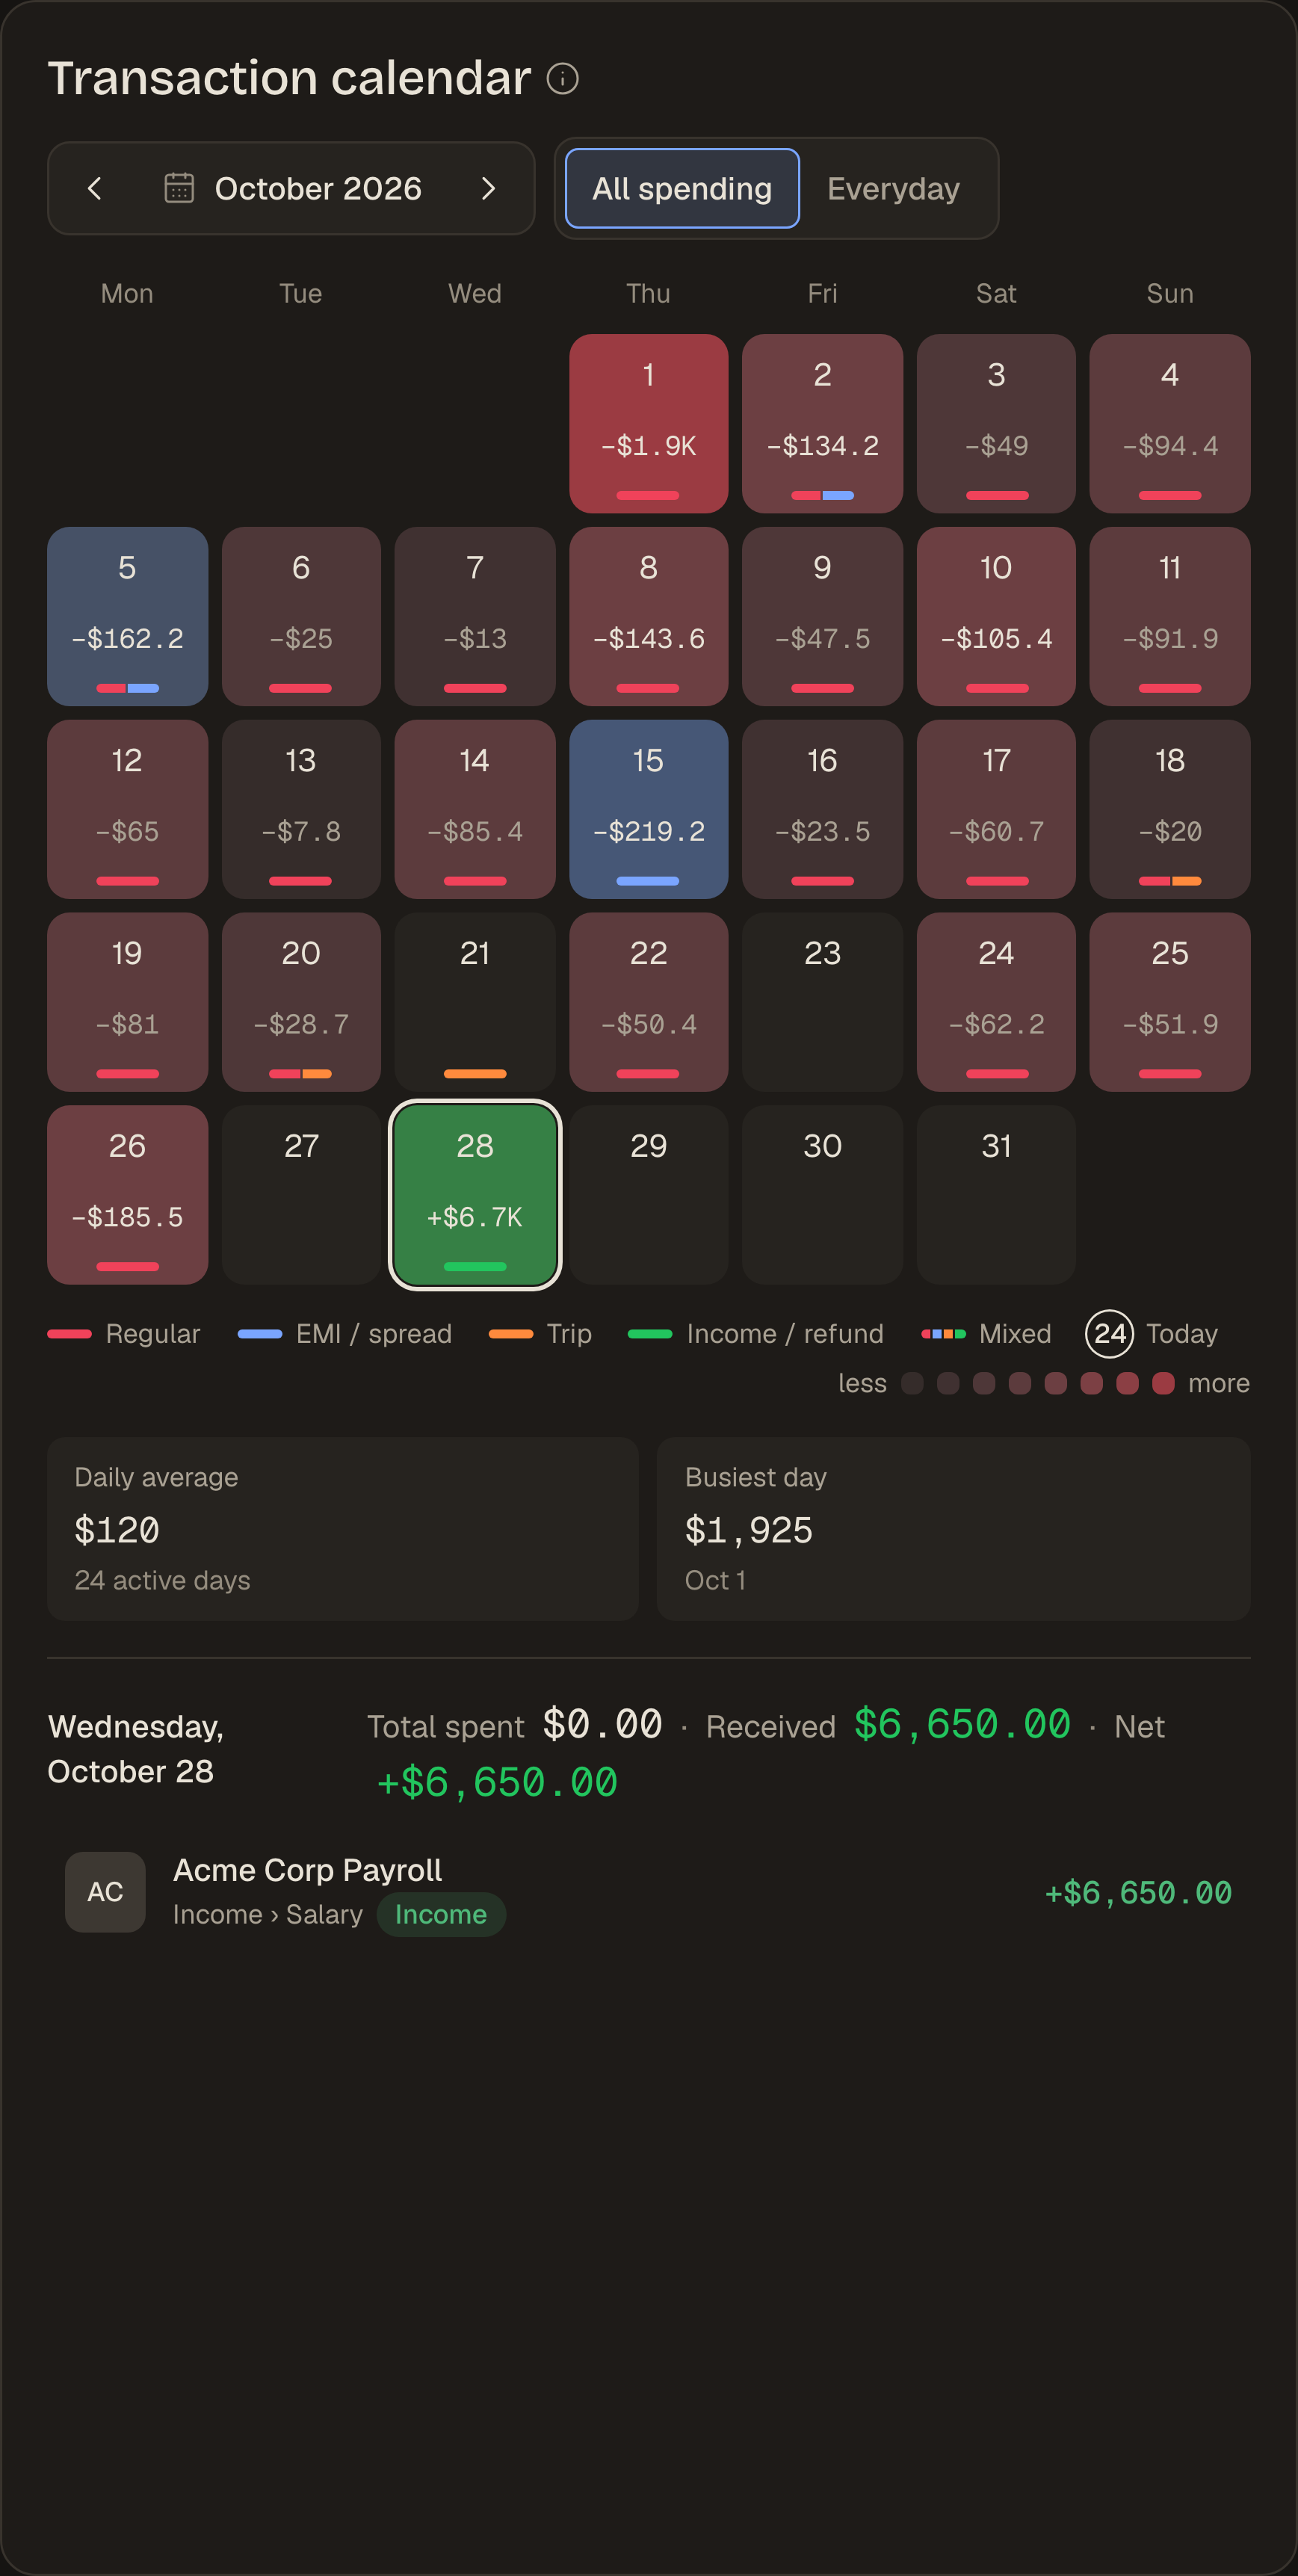 Transaction calendar
October 2026 All spending Everyday
Mon Tue Wed Thu Fri Sat Sun
1 2 3 4
−$1.9K −$134.2 −$49 −$94.4
5 6 7 8 9 10 11
−$162.2 −$25 −$13 −$143.6 −$47.5 −$105.4 −$91.9
12 13 14 15 16 17 18
−$65 −$7.8 −$85.4 −$219.2 −$23.5 −$60.7 −$20
19 20 21 22 23 24 25
−$81 −$28.7 −$50.4 −$62.2 −$51.9
26 27 28 29 30 31
−$185.5 +$6.7K
Regular EMI / spread Trip Income / refund Mixed 24 Today
less more
Daily average Busiest day
$120 $1,925
24 active days Oct 1
Wednesday, Total spent $0.00 · Received $6,650.00 · Net
October 28 +$6,650.00
AC Acme Corp Payroll +$6,650.00
Income › Salary Income